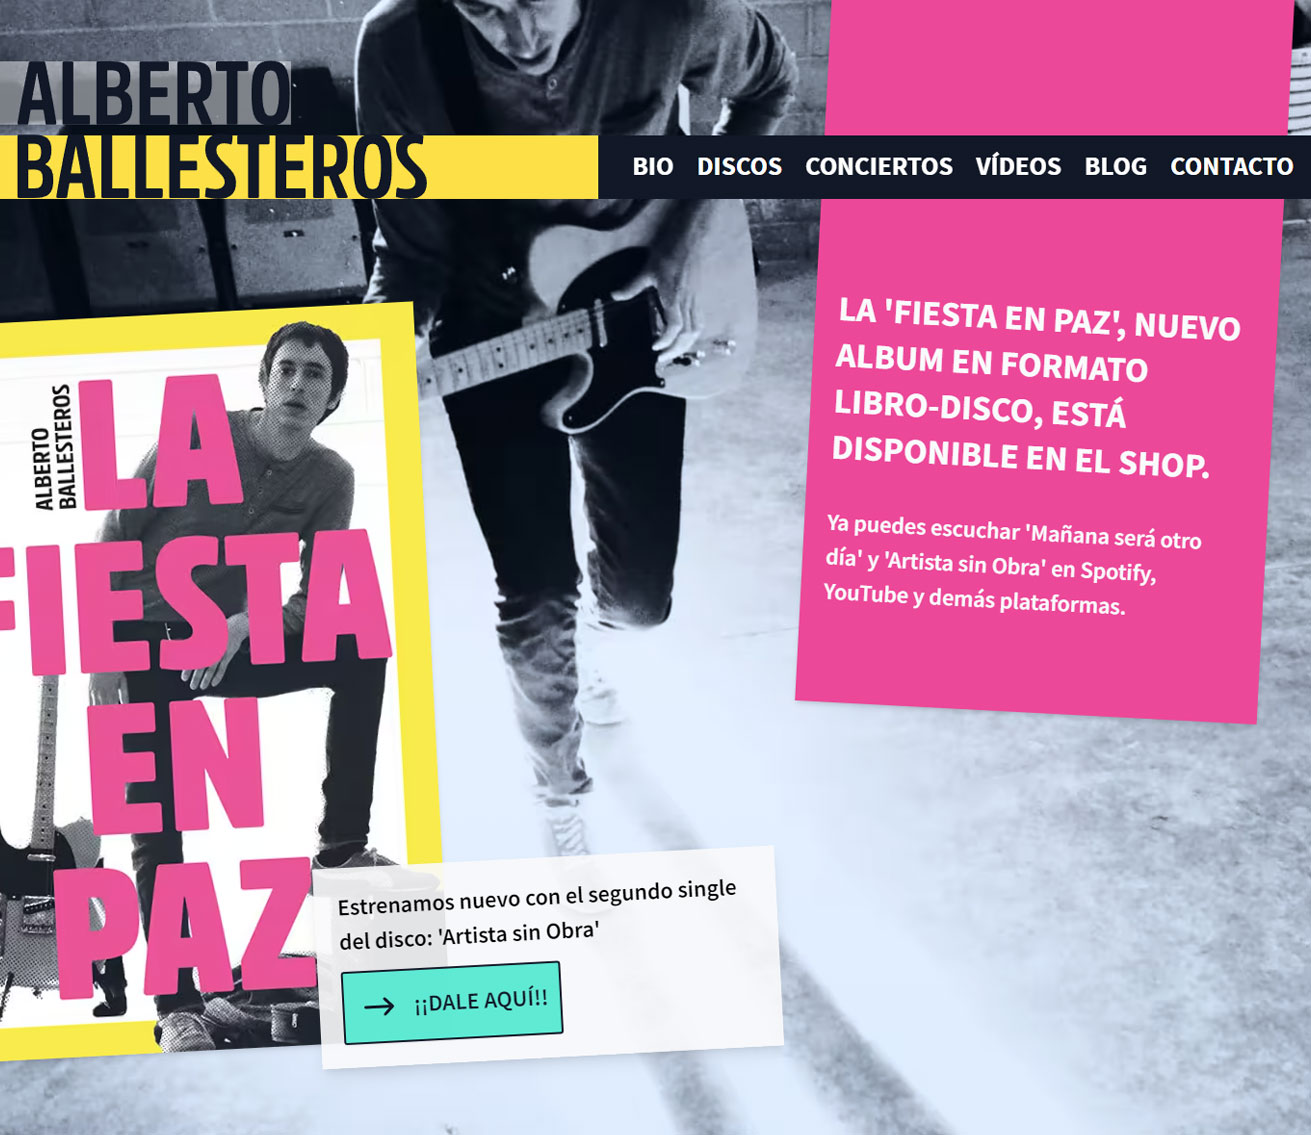 ALBERTO
BALLESTEROS
BIO DISCOS CONCIERTOS VÍDEOS BLOG CONTACTO
ALBERTO
BALLESTEROS
LA
FIESTA
EN
PAZ
LA 'FIESTA EN PAZ', NUEVO
ALBUM EN FORMATO
LIBRO-DISCO, ESTÁ
DISPONIBLE EN EL SHOP.
Ya puedes escuchar 'Mañana será otro
día' y 'Artista sin Obra' en Spotify,
YouTube y demás plataformas.
Estrenamos nuevo con el segundo single
del disco: 'Artista sin Obra'
→ ¡¡DALE AQUÍ!!